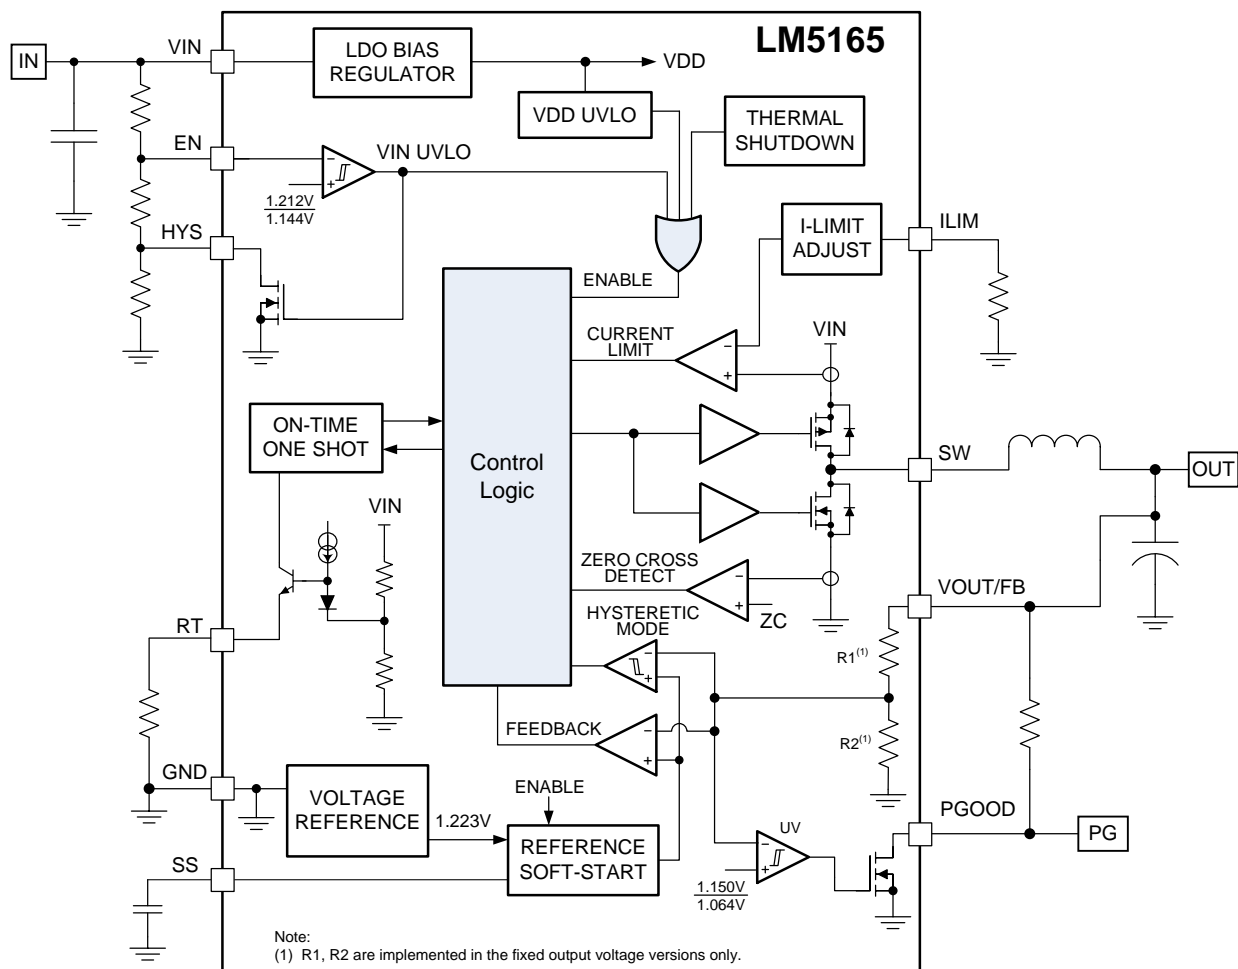 LM5165
IN
VIN
LDO BIAS
REGULATOR
VDD
VDD UVLO
THERMAL
SHUTDOWN
EN
VIN UVLO
1.212V
1.144V
HYS
I-LIMIT
ADJUST
ILIM
ENABLE
CURRENT
LIMIT
VIN
ON-TIME
ONE SHOT
Control
Logic
SW
OUT
VIN
ZERO CROSS
DETECT
ZC
VOUT/FB
HYSTERETIC
MODE
RT
R1(1)
FEEDBACK
R2(1)
GND
VOLTAGE
REFERENCE
1.223V
ENABLE
REFERENCE
SOFT-START
PGOOD
PG
UV
1.150V
1.064V
SS
Note:
(1) R1, R2 are implemented in the fixed output voltage versions only.